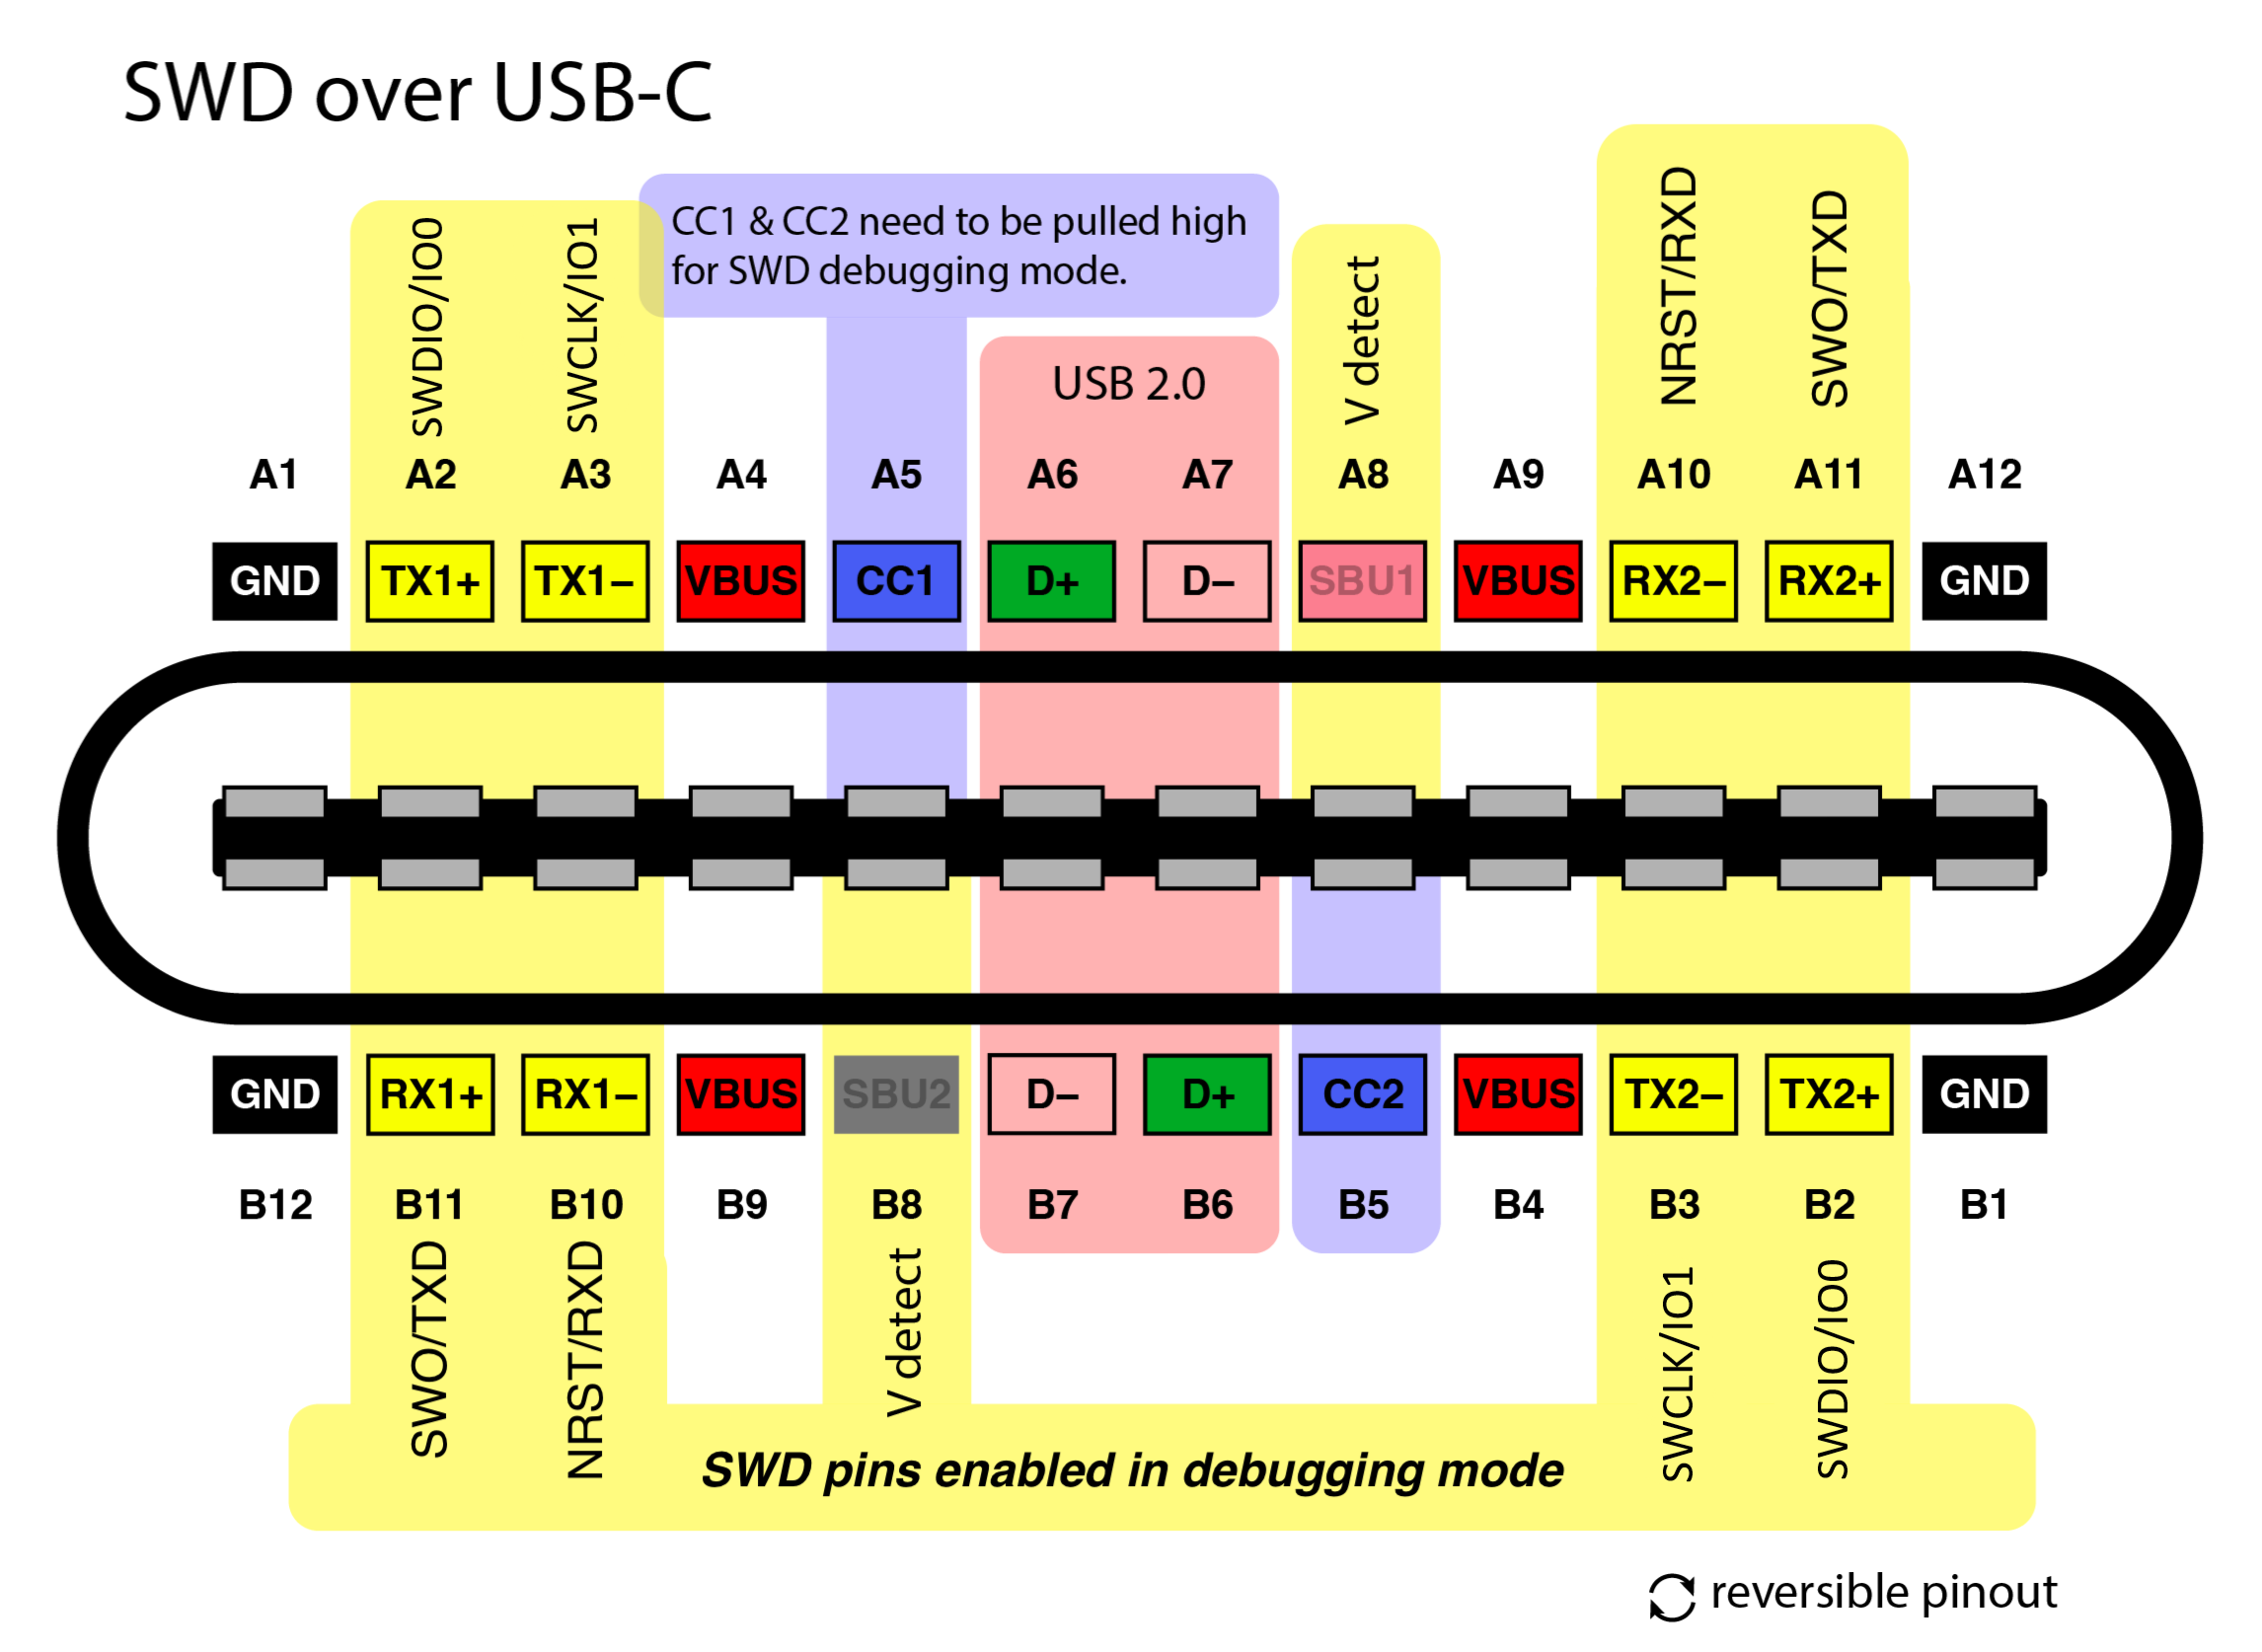 SWD over USB-C
CC1 & CC2 need to be pulled high
for SWD debugging mode.
SWDIO/IO0
SWCLK/IO1
USB 2.0
V detect
NRST/RXD
SWO/TXD
A1 A2 A3 A4 A5 A6 A7 A8 A9 A10 A11 A12
GND TX1+ TX1– VBUS CC1 D+ D– SBU1 VBUS RX2– RX2+ GND
GND RX1+ RX1– VBUS SBU2 D– D+ CC2 VBUS TX2– TX2+ GND
B12 B11 B10 B9 B8 B7 B6 B5 B4 B3 B2 B1
SWO/TXD
NRST/RXD
V detect
SWCLK/IO1
SWDIO/IO0
SWD pins enabled in debugging mode
reversible pinout